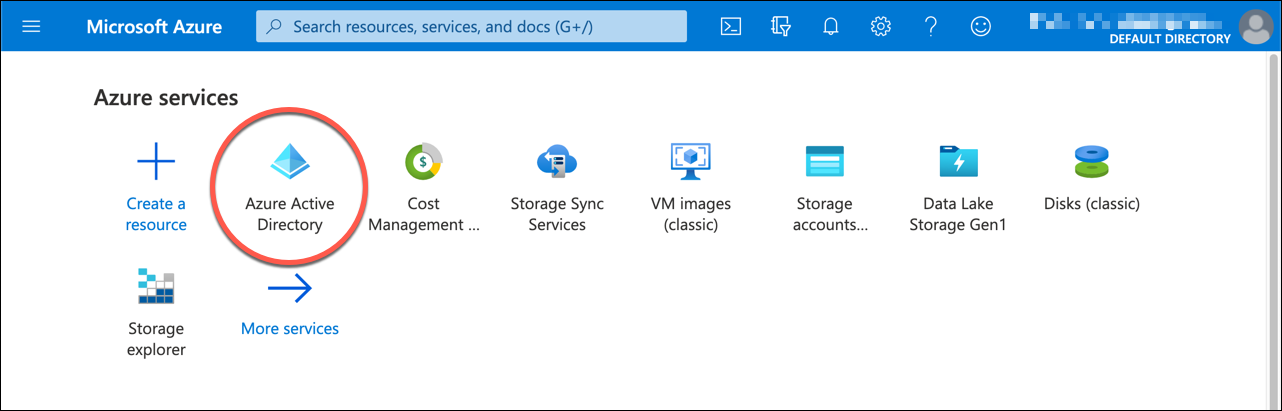 Microsoft Azure
Search resources, services, and docs (G+/)
DEFAULT DIRECTORY
Azure services
Create a
resource
Azure Active
Directory
Cost
Management ...
Storage Sync
Services
VM images
(classic)
Storage
accounts...
Data Lake
Storage Gen1
Disks (classic)
Storage
explorer
More services